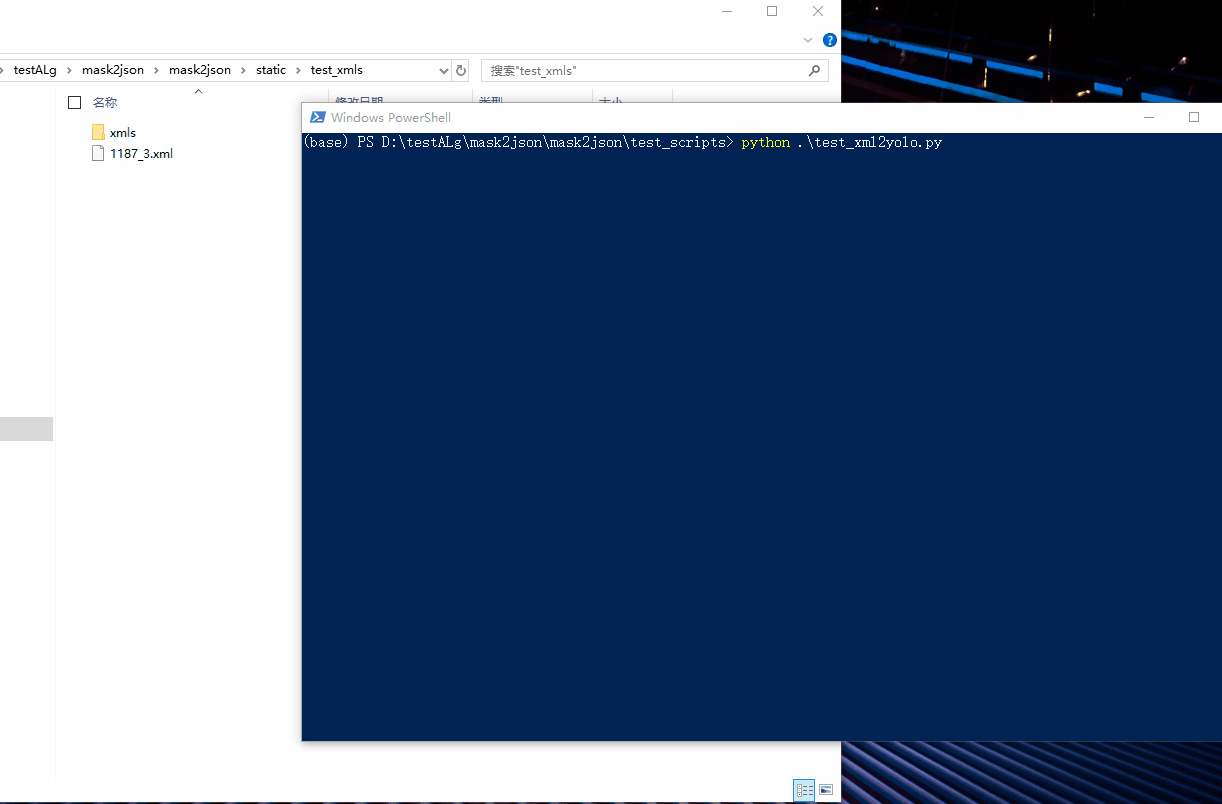 testALg › mask2json › mask2json › static › test_xmls
搜索"test_xmls"
名称
修改日期
类型
大小
xmls
1187_3.xml
Windows PowerShell
(base) PS D:\testALg\mask2json\mask2json\test_scripts> python .\test_xml2yolo.py